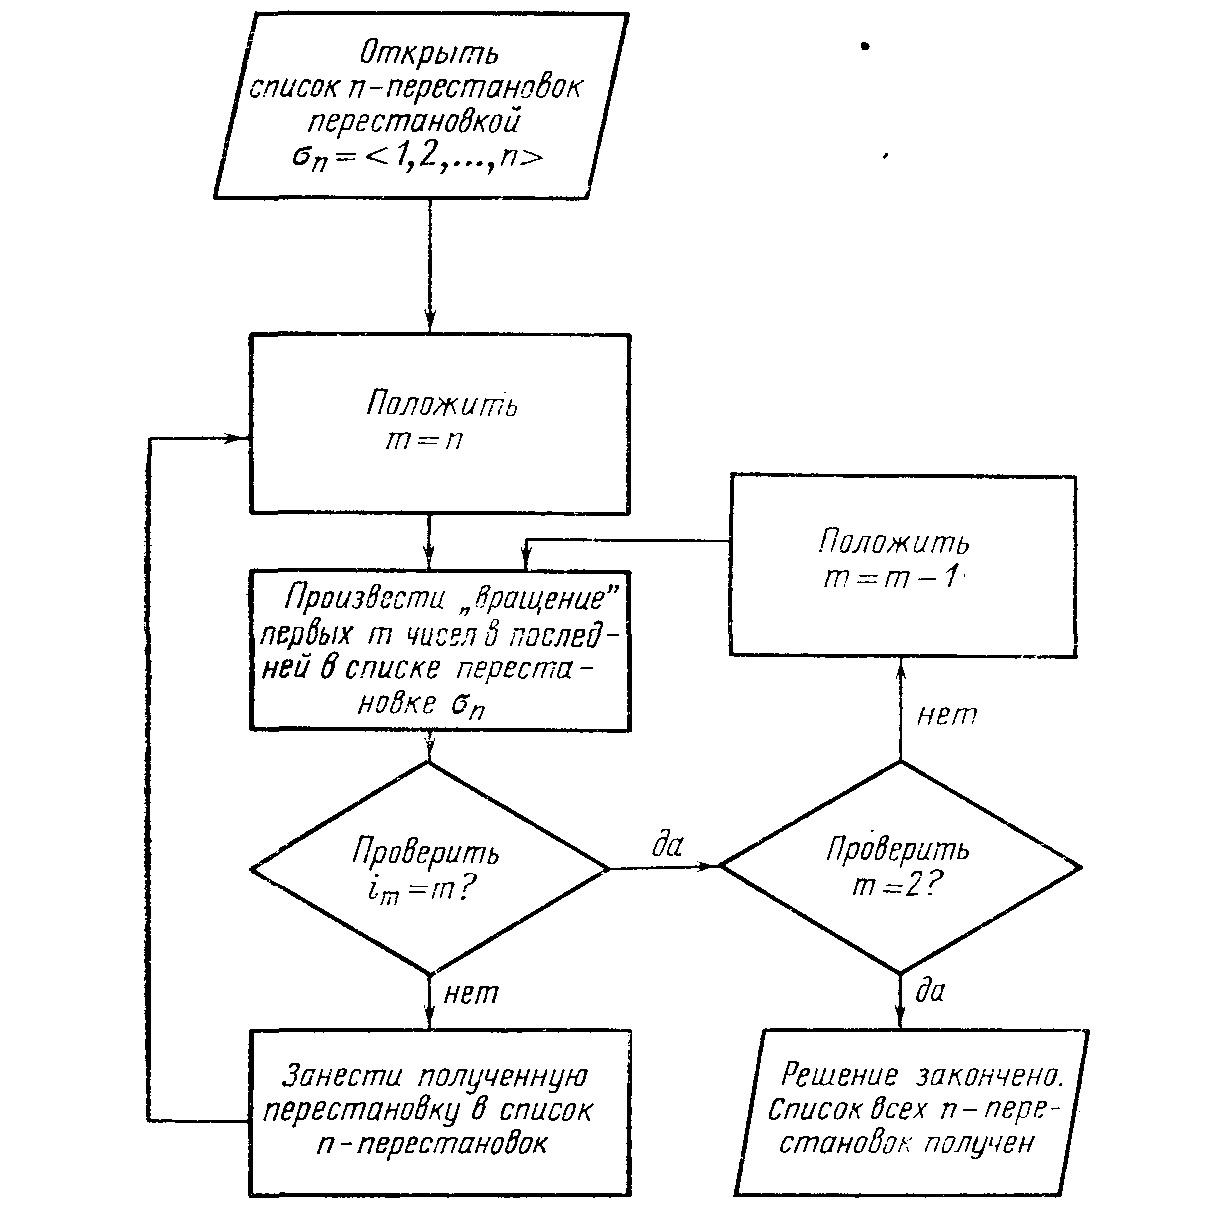 Открыть
список n-перестановок
перестановкой
σn=<1,2,...,n>
Положить
m=n
Положить
m=m-1
Произвести „вращение”
первых m чисел в послед-
ней в списке переста-
новке σn
нет
Проверить
im=m?
да
Проверить
m=2?
нет
да
Занести полученную
перестановку в список
n-перестановок
Решение закончено.
Список всех n-пере-
становок получен